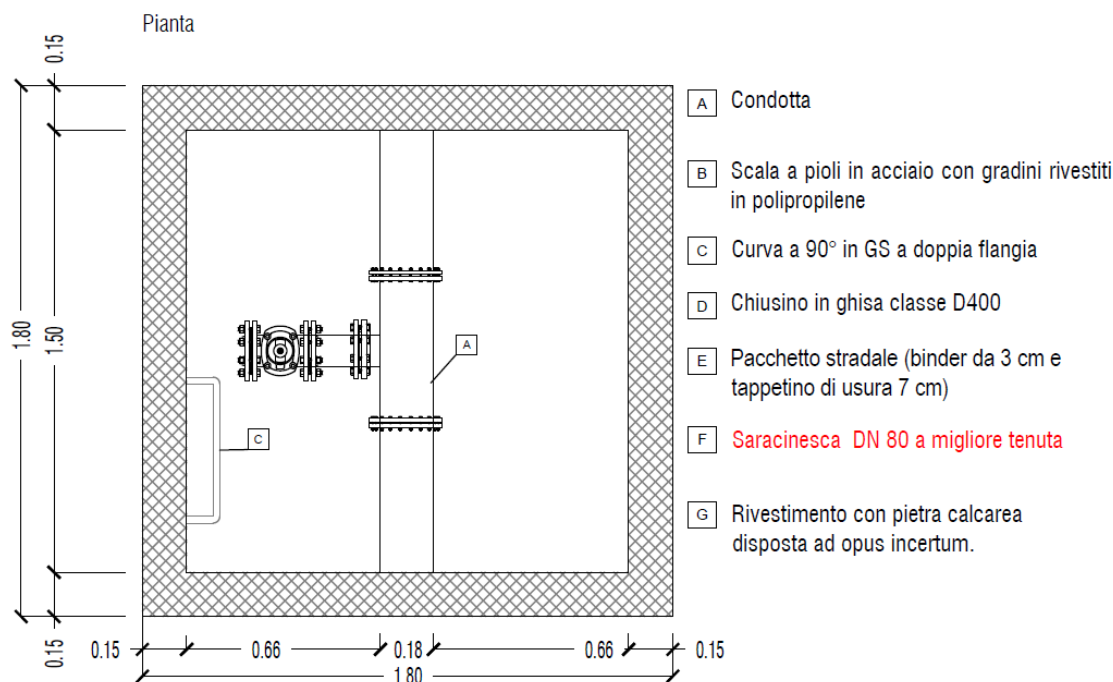 Pianta
0.15
1.80
1.50
0.15
A
C
0.15 0.66 0.18 0.66 0.15
1.80
A Condotta
B Scala a pioli in acciaio con gradini rivestiti
in polipropilene
C Curva a 90° in GS a doppia flangia
D Chiusino in ghisa classe D400
E Pacchetto stradale (binder da 3 cm e
tappetino di usura 7 cm)
F Saracinesca DN 80 a migliore tenuta
G Rivestimento con pietra calcarea
disposta ad opus incertum.